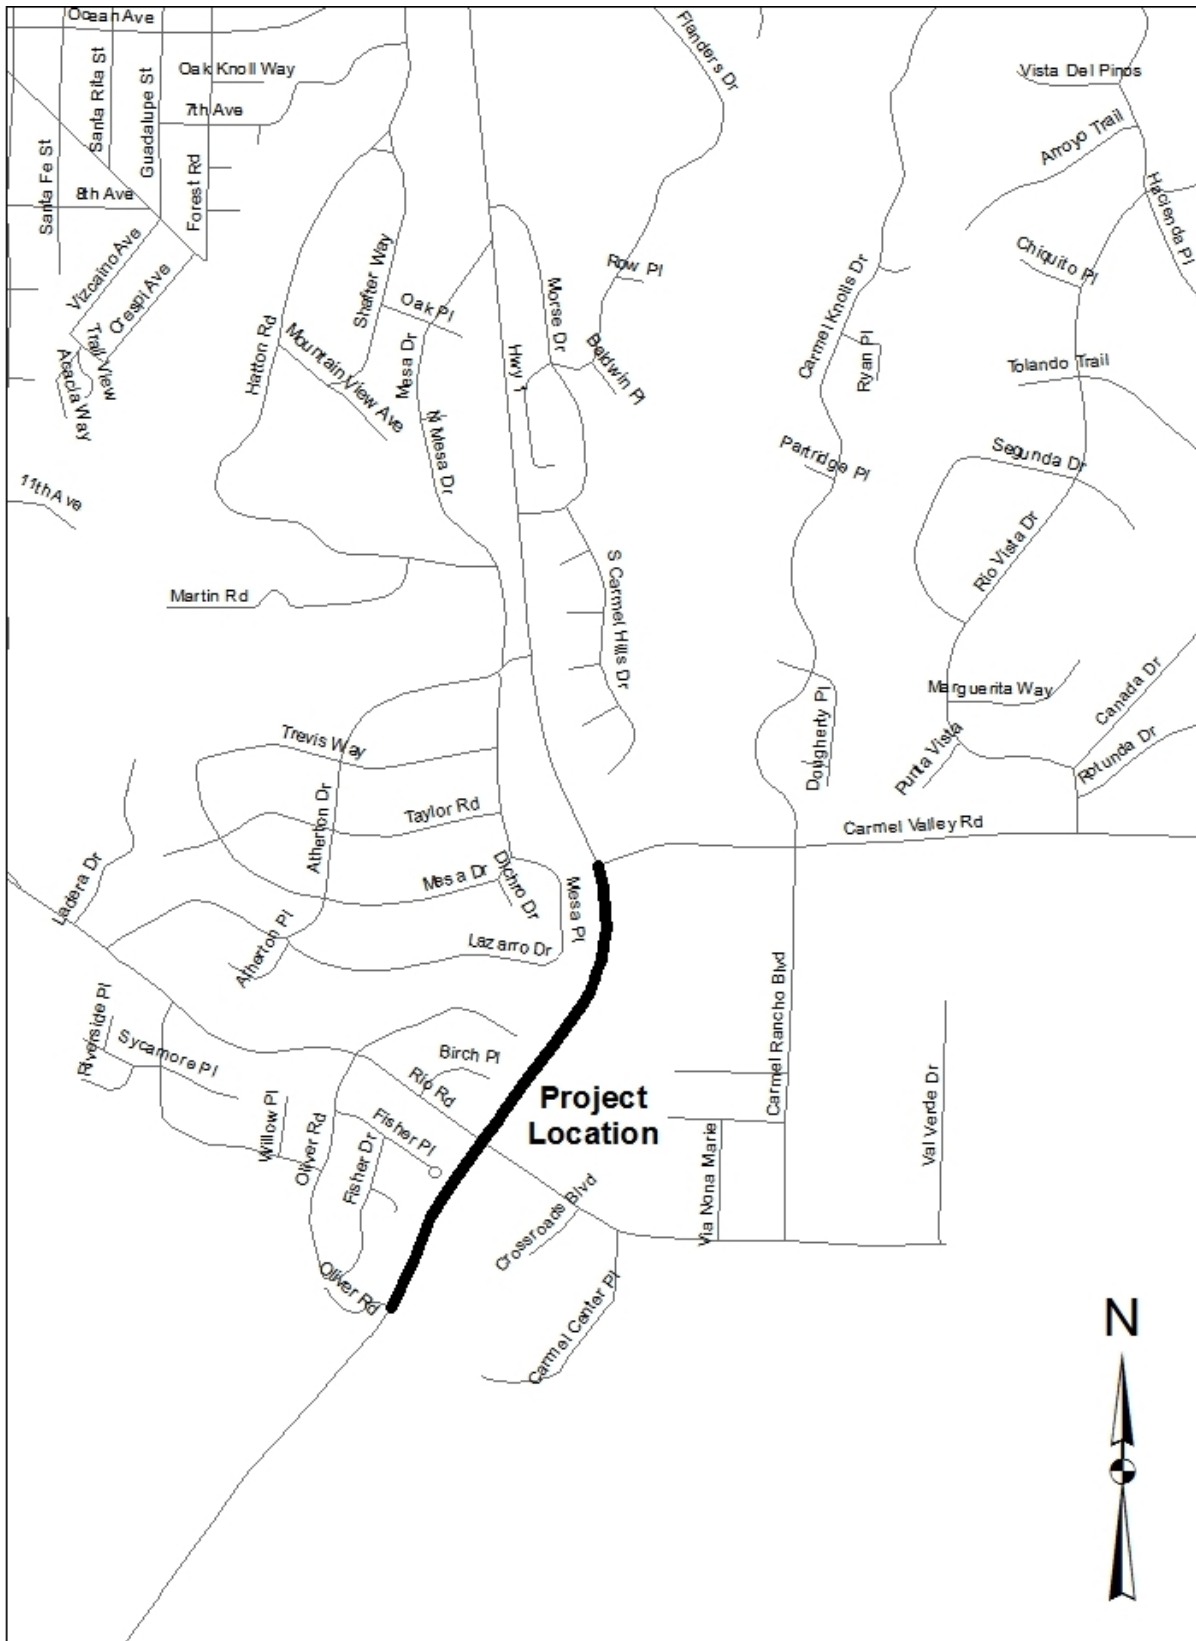 Ocean Ave
Flanders Dr
Santa Rita St
Guadalupe St
Oak Knoll Way
Vista Del Pinos
7th Ave
Arroyo Trail
Santa Fe St
8th Ave
Forest Rd
Hacienda Pl
Vizcaino Ave
Crespi Ave
Shafter Way
Row Pl
Chiquito Pl
Trail View
Acacia Way
Hatton Rd
Mountain View Ave
Oak Pl
Mesa Dr
Hwy 1
Morse Dr
Baldwin Pl
Carmel Knolls Dr
Ryan Pl
Tolando Trail
N Mesa Dr
Partridge Pl
Segunda Dr
11th Ave
Rio Vista Dr
Martin Rd
S Carmel Hills Dr
Marguerita Way
Canada Dr
Trevis Way
Dougherty Pl
Punta Vista
Rotunda Dr
Atherton Dr
Taylor Rd
Carmel Valley Rd
Ladera Dr
Mesa Dr
Dichro Dr
Mesa Pl
Atherton Pl
Lazarro Dr
Carmel Rancho Blvd
Riverside Pl
Sycamore Pl
Birch Pl
Rio Rd
Project
Location
Willow Pl
Oliver Rd
Fisher Pl
Fisher Dr
Val Verde Dr
Via Nona Marie
Crossroads Blvd
Oliver Rd
Carmel Center Pl
N